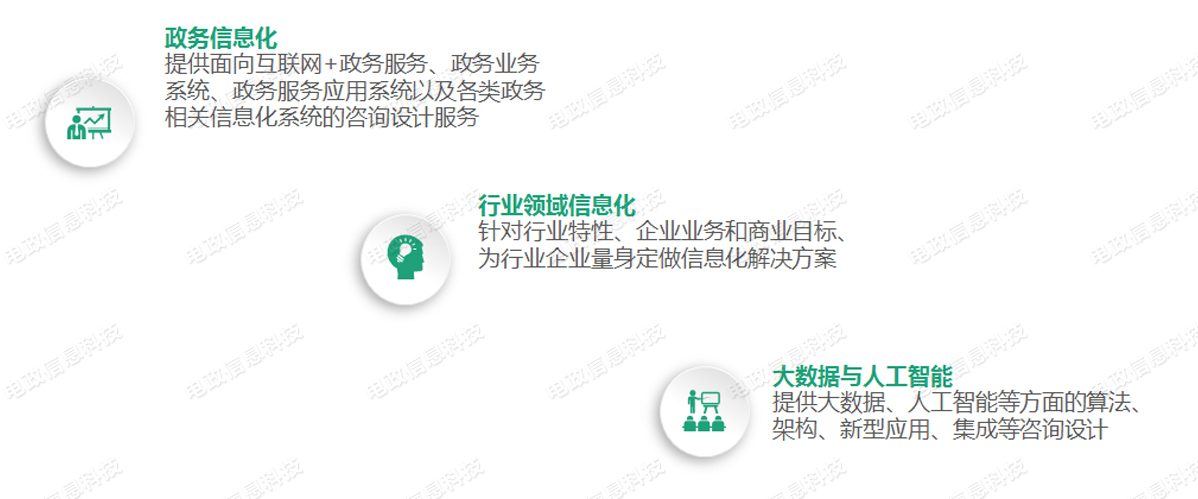 政务信息化
提供面向互联网+政务服务、政务业务
系统、政务服务应用系统以及各类政务
相关信息化系统的咨询设计服务
行业领域信息化
针对行业特性、企业业务和商业目标、
为行业企业量身定做信息化解决方案
大数据与人工智能
提供大数据、人工智能等方面的算法、
架构、新型应用、集成等咨询设计
电政信息科技